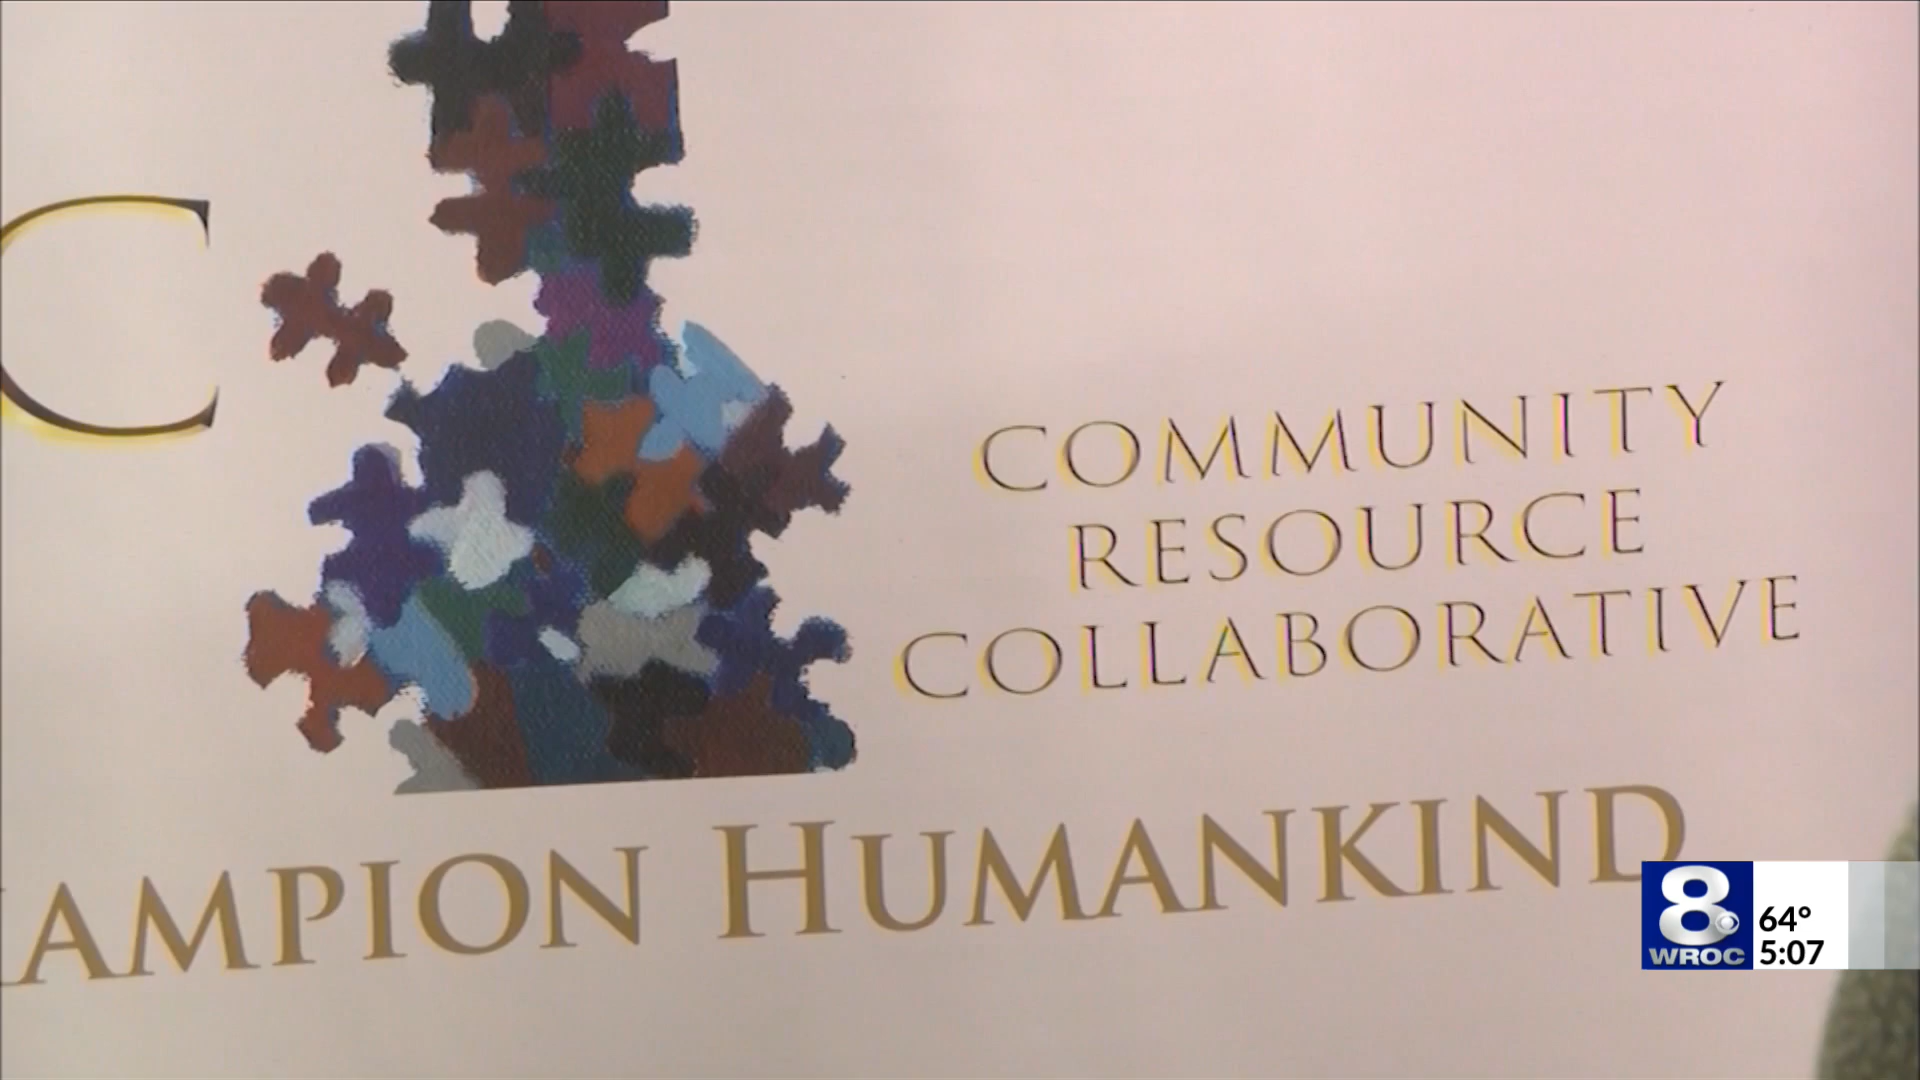 C
COMMUNITY
RESOURCE
COLLABORATIVE
AMPION HUMANKIND
8
WROC
64°
5:07